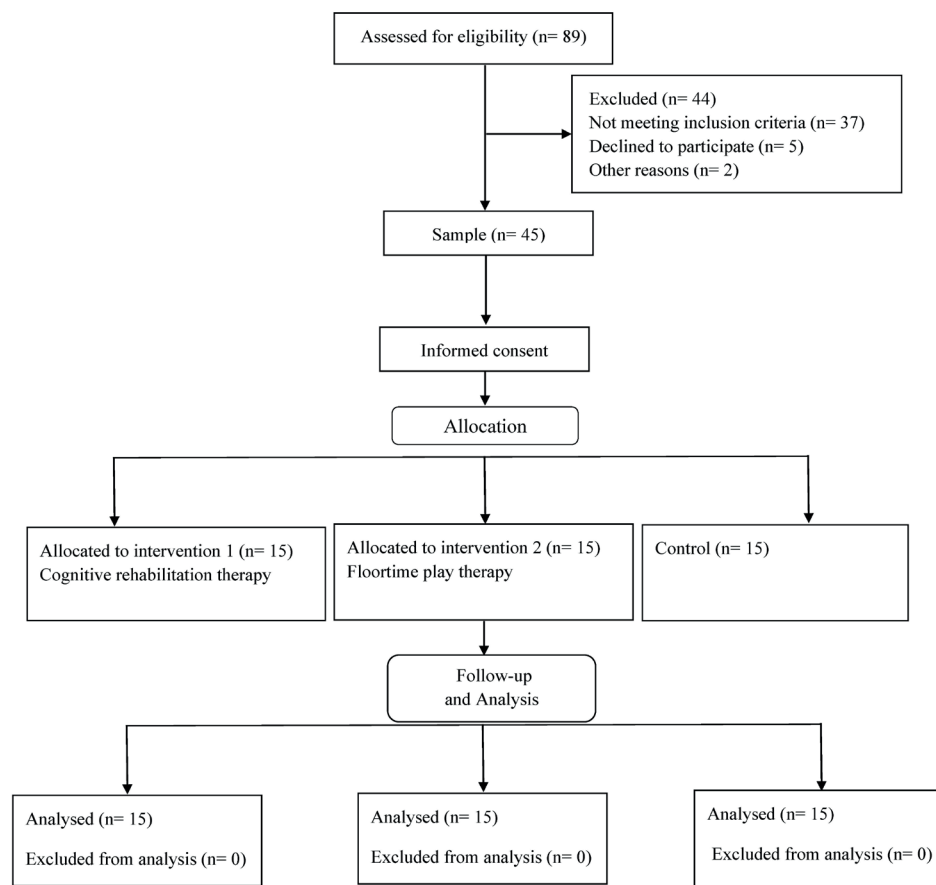 Assessed for eligibility (n= 89)
Excluded (n= 44)
Not meeting inclusion criteria (n= 37)
Declined to participate (n= 5)
Other reasons (n= 2)
Sample (n= 45)
Informed consent
Allocation
Allocated to intervention 1 (n= 15)
Cognitive rehabilitation therapy
Allocated to intervention 2 (n= 15)
Floortime play therapy
Control (n= 15)
Follow-up
and Analysis
Analysed (n= 15)
Excluded from analysis (n= 0)
Analysed (n= 15)
Excluded from analysis (n= 0)
Analysed (n= 15)
Excluded from analysis (n= 0)